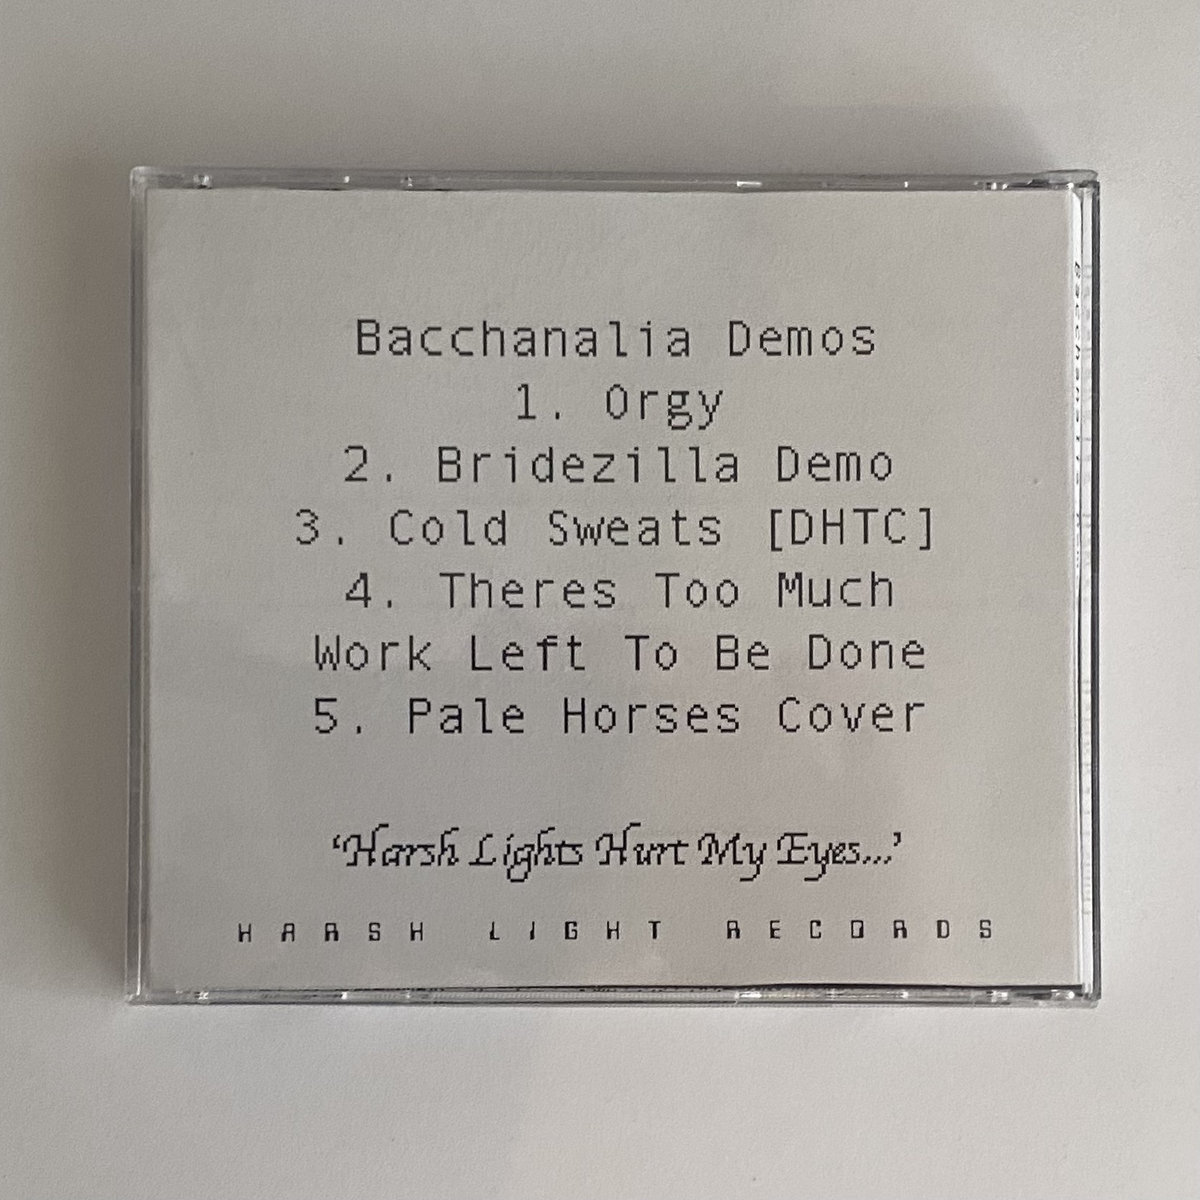 Bacchanalia Demos
1. Orgy
2. Bridezilla Demo
3. Cold Sweats [DHTC]
4. Theres Too Much
Work Left To Be Done
5. Pale Horses Cover
‘Harsh Lights Hurt My Eyes...’
HARSH LIGHT RECORDS
Bacchanalia